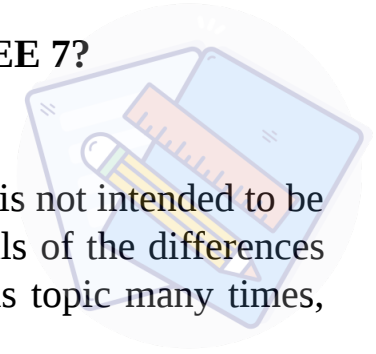 EE 7?
is not intended to be
ls of the differences
s topic many times,